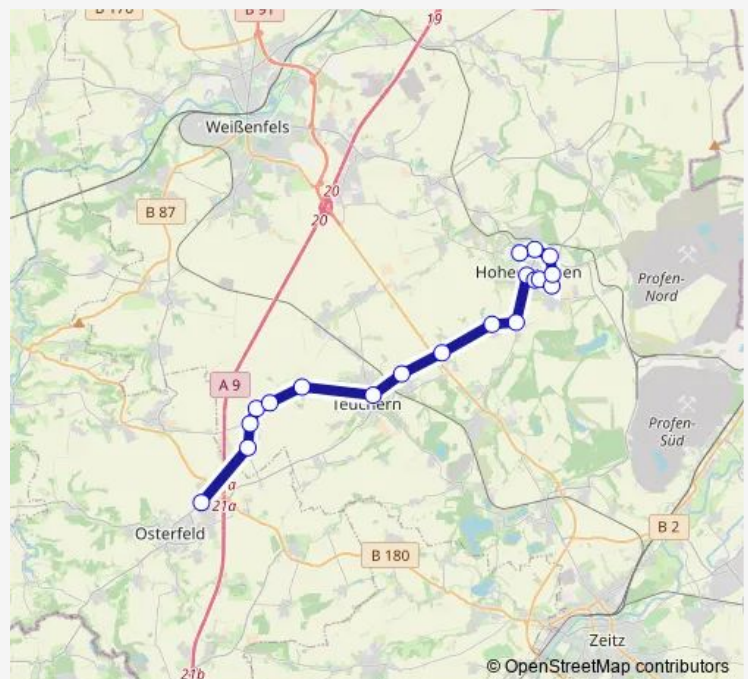 B 91
19
Weißenfels
20
20
B 87
Profen-
Nord
A 9
Teuchern
Profen-
Süd
a
21a
Osterfeld
B 2
B 180
Zeitz
21b
© OpenStreetMap contributors